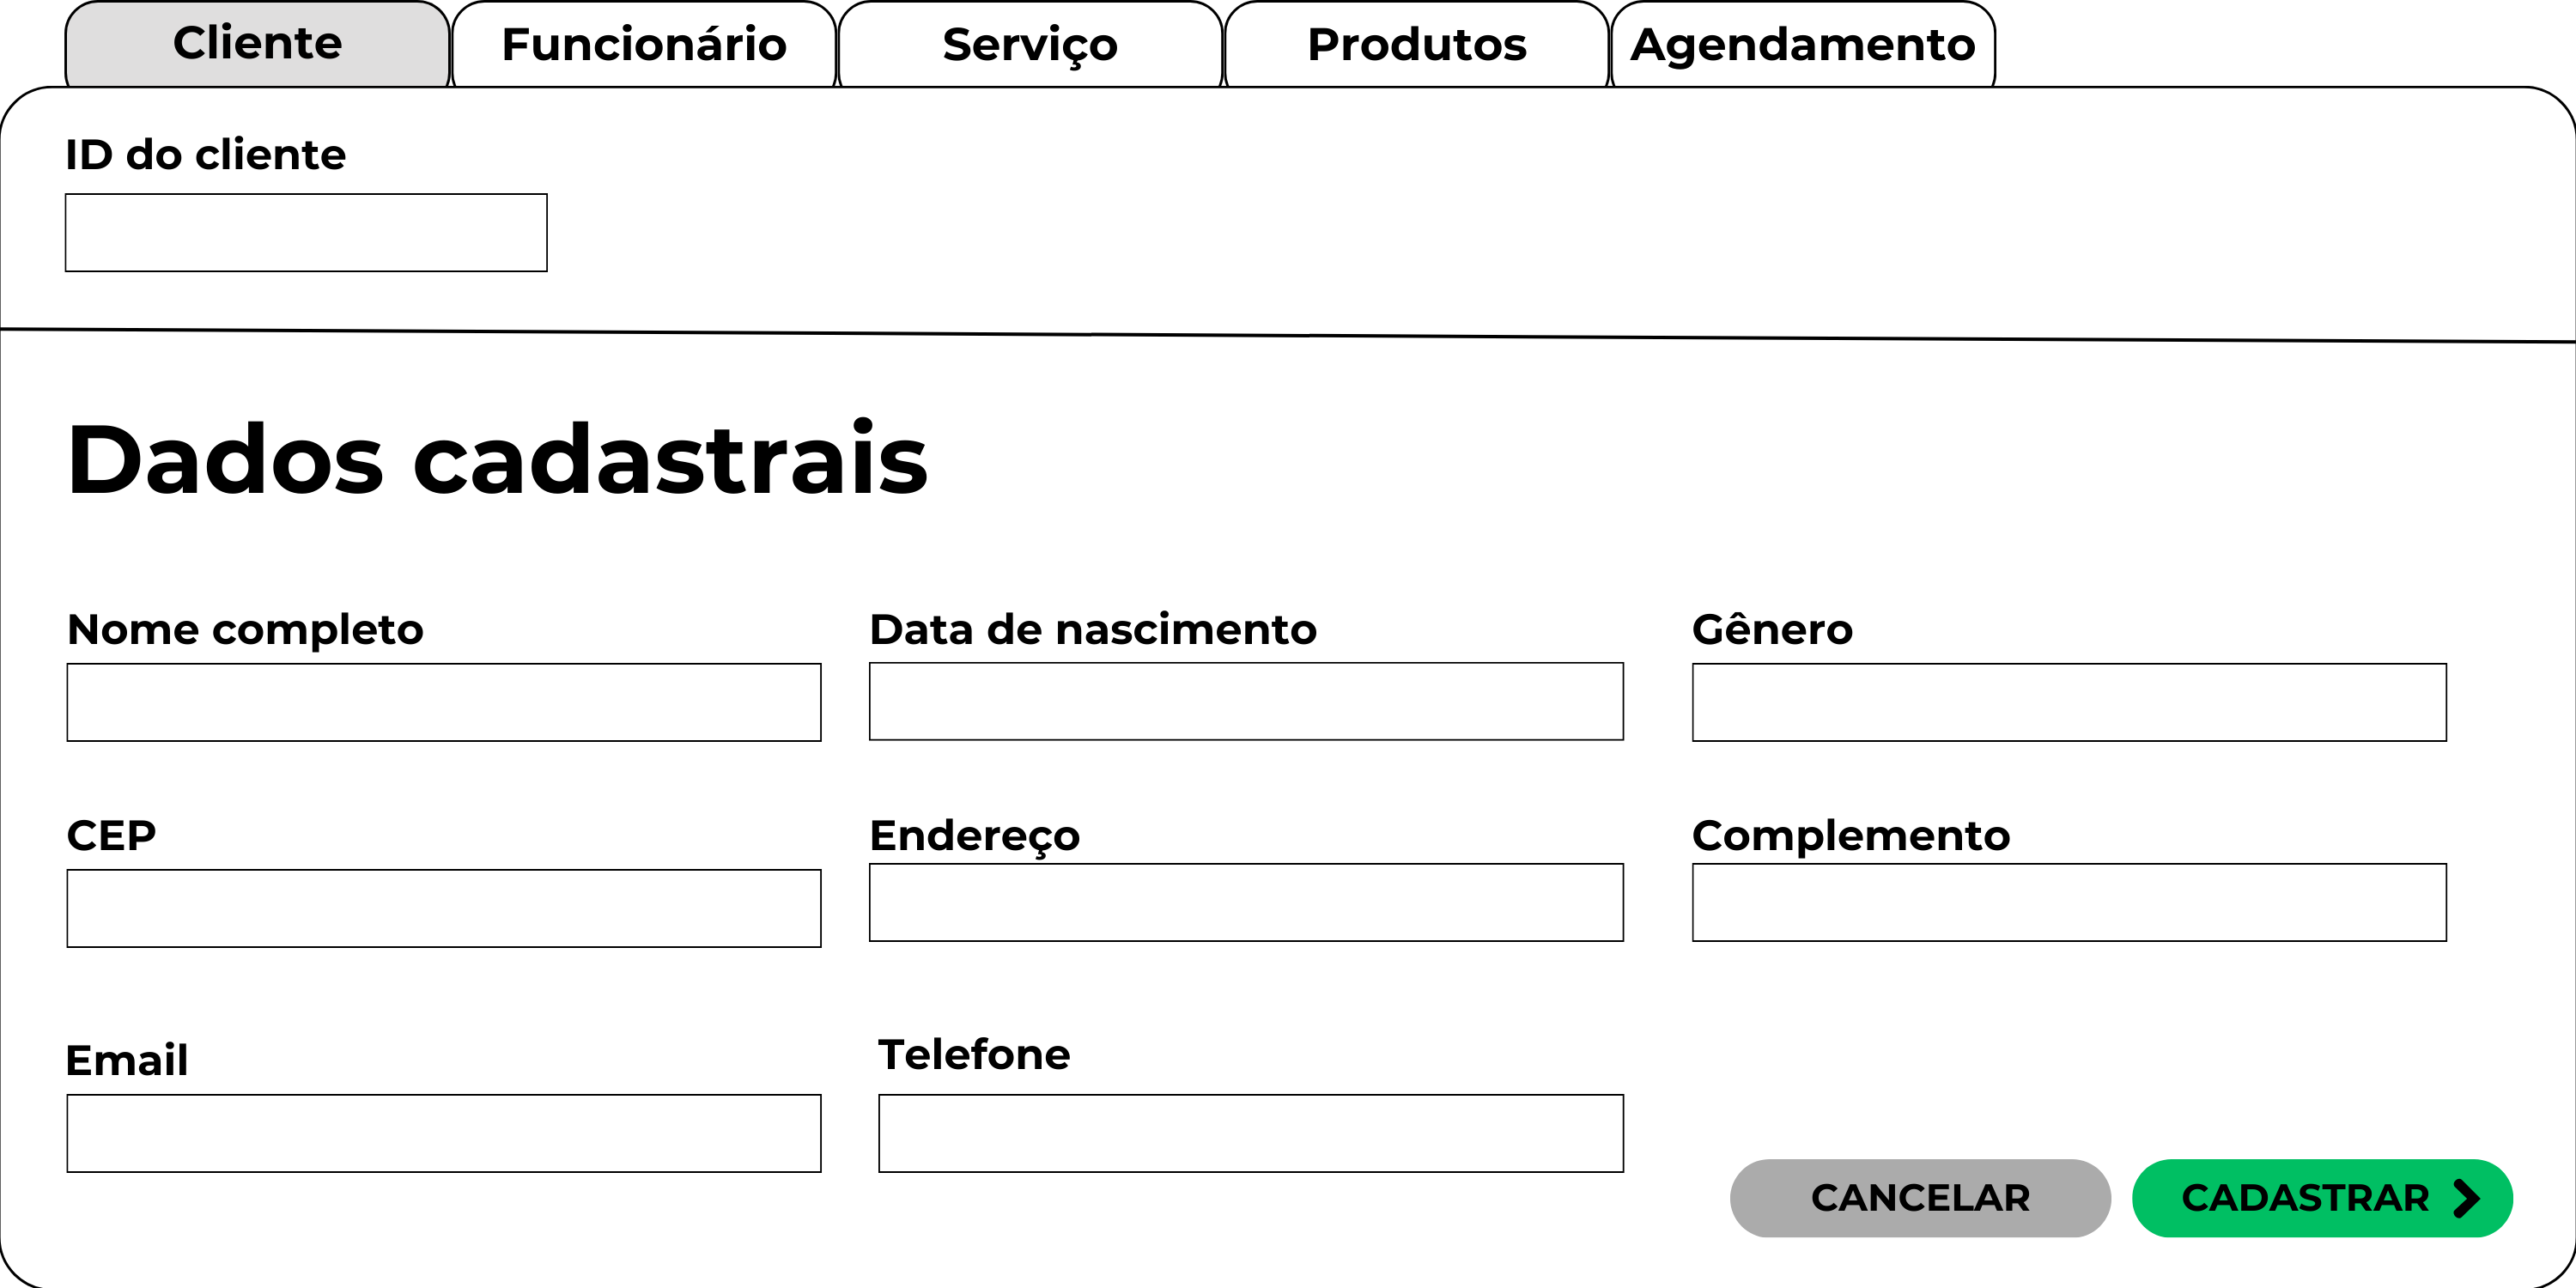 Cliente
Funcionário
Serviço
Produtos
Agendamento
ID do cliente
Dados cadastrais
Nome completo
Data de nascimento
Gênero
CEP
Endereço
Complemento
Email
Telefone
CANCELAR
CADASTRAR